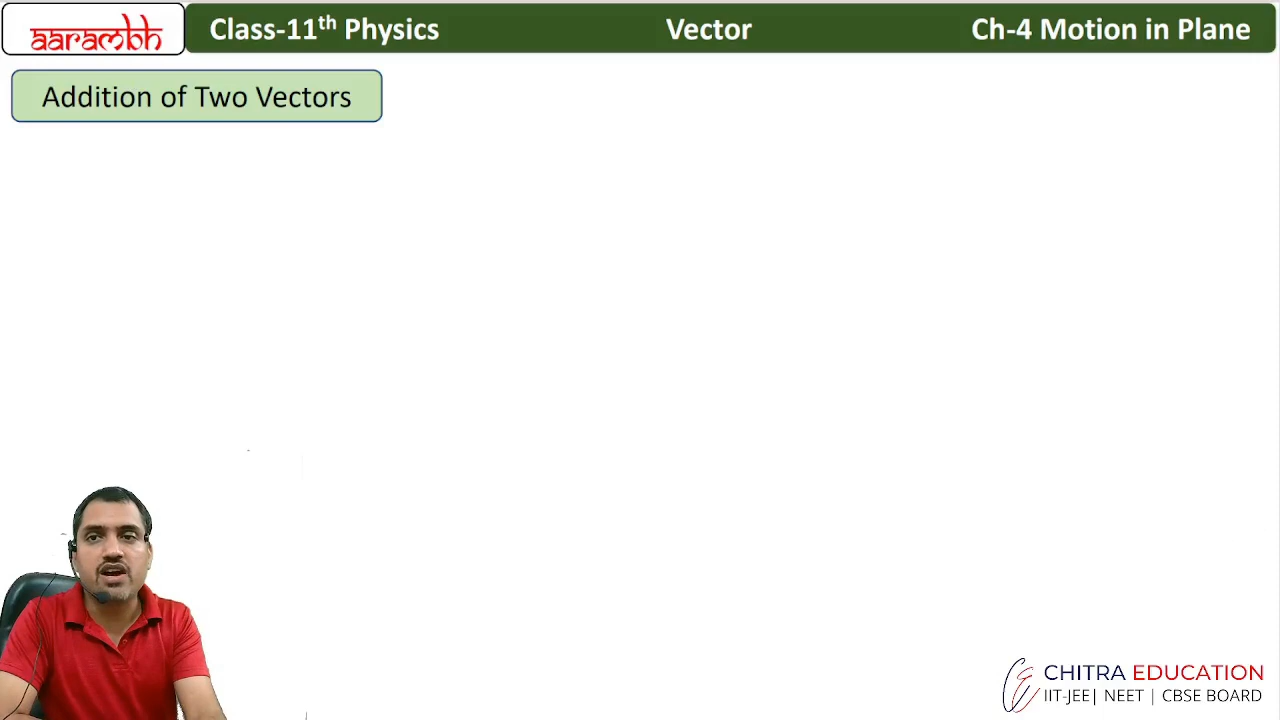 aarambh
Class-11th Physics
Vector
Ch-4 Motion in Plane
Addition of Two Vectors
CHITRA EDUCATION
IIT-JEE| NEET | CBSE BOARD